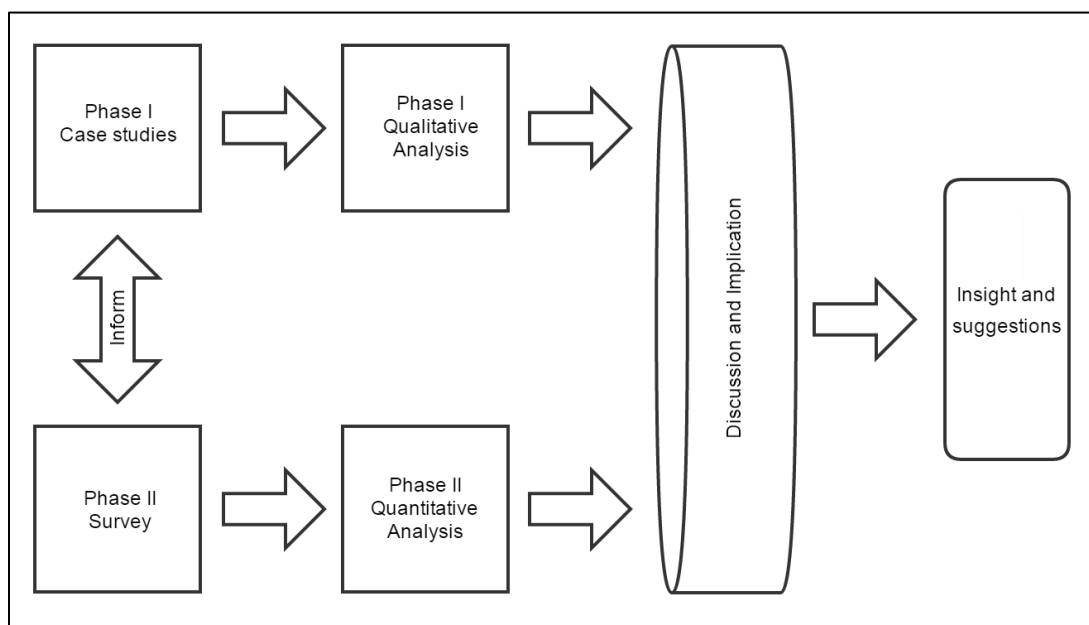 Phase I
Case studies
Phase I
Qualitative
Analysis
Inform
Phase II
Survey
Phase II
Quantitative
Analysis
Discussion and Implication
Insight and
suggestions